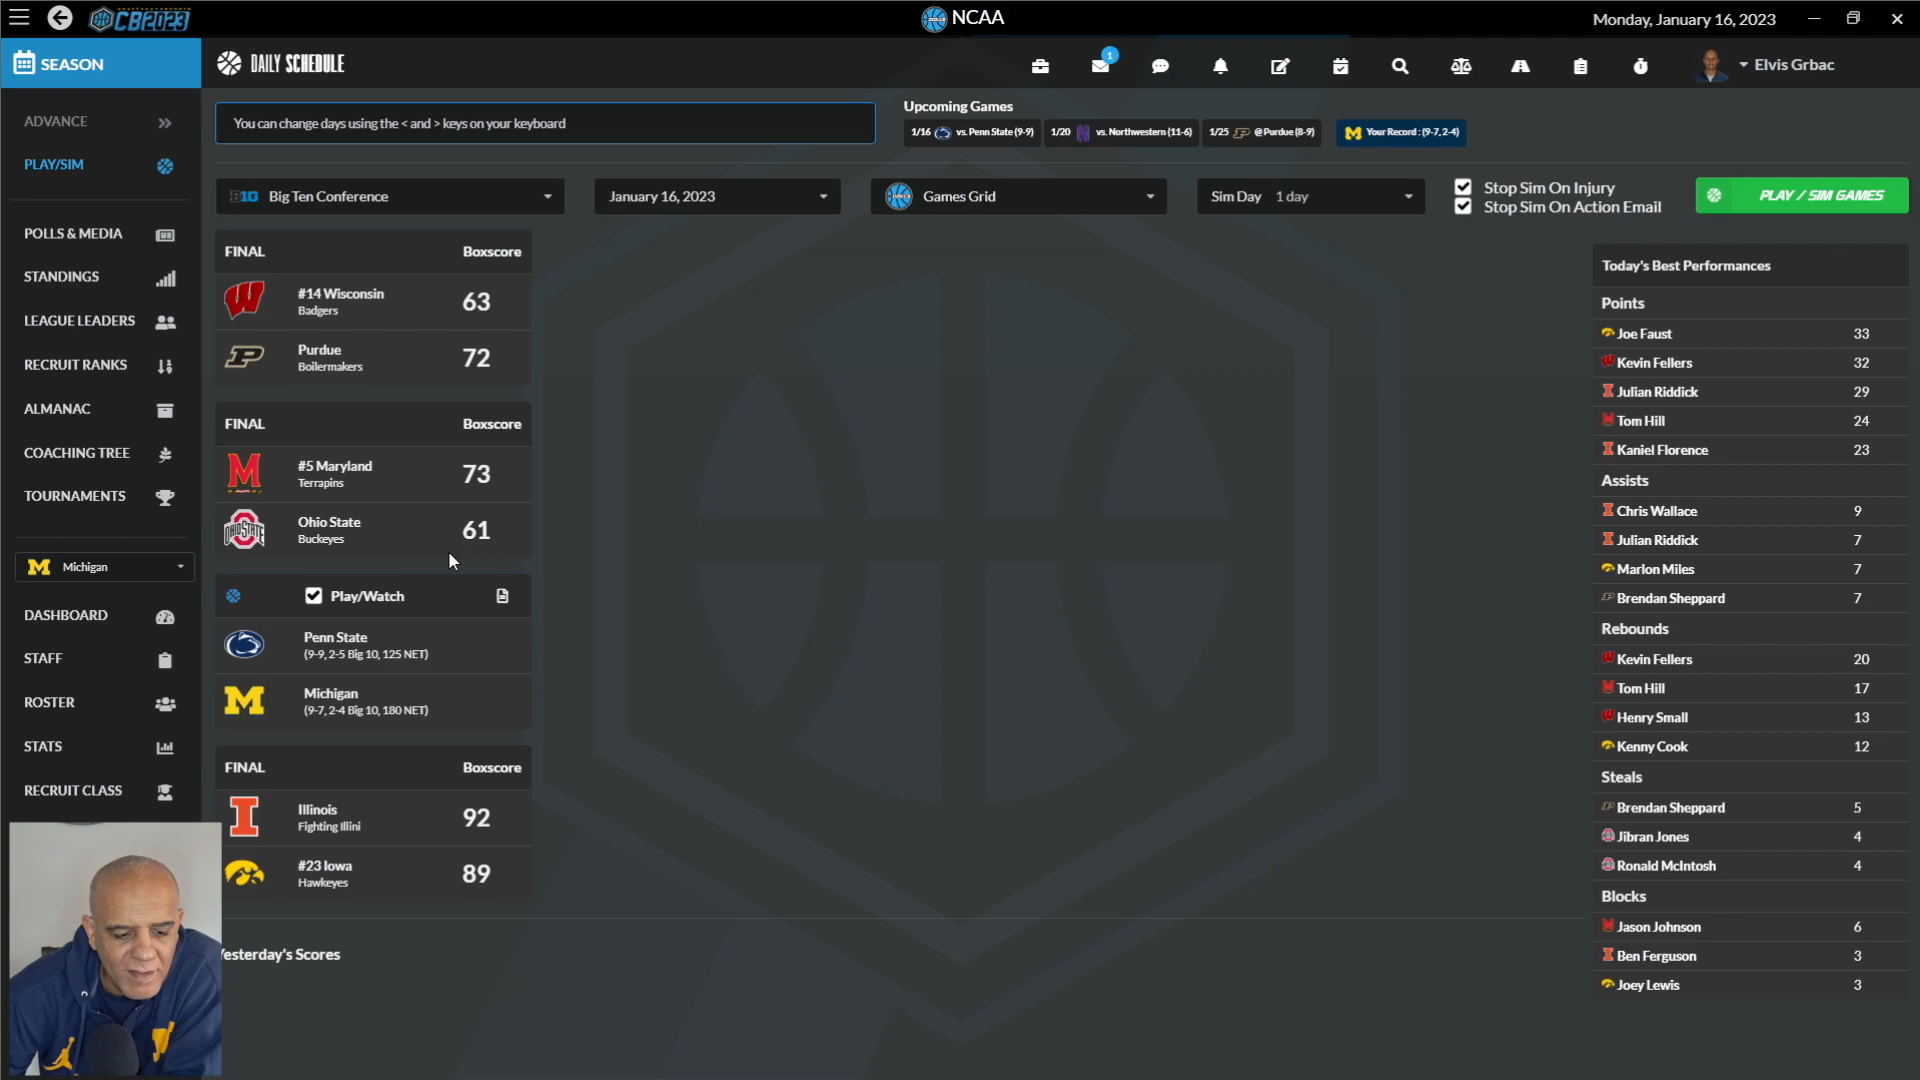 CB2023
NCAA
Monday, January 16, 2023
SEASON
DAILY SCHEDULE
1
Elvis Grbac
ADVANCE
PLAY/SIM
POLLS & MEDIA
STANDINGS
LEAGUE LEADERS
RECRUIT RANKS
ALMANAC
COACHING TREE
TOURNAMENTS
Michigan
DASHBOARD
STAFF
ROSTER
STATS
RECRUIT CLASS
You can change days using the < and > keys on your keyboard
Upcoming Games
1/16 vs. Penn State (9-9)
1/20 vs. Northwestern (11-6)
1/25 @ Purdue (8-9)
Your Record : (9-7, 2-4)
B1G Big Ten Conference
January 16, 2023
Games Grid
Sim Day 1 day
Stop Sim On Injury
Stop Sim On Action Email
PLAY / SIM GAMES
FINAL Boxscore
#14 Wisconsin
Badgers
63
Purdue
Boilermakers
72
FINAL Boxscore
#5 Maryland
Terrapins
73
OHIO STATE
Ohio State
Buckeyes
61
Play/Watch
Penn State
(9-9, 2-5 Big 10, 125 NET)
Michigan
(9-7, 2-4 Big 10, 180 NET)
FINAL Boxscore
Illinois
Fighting Illini
92
#23 Iowa
Hawkeyes
89
Yesterday's Scores
Today's Best Performances
Points
Joe Faust 33
Kevin Fellers 32
Julian Riddick 29
Tom Hill 24
Kaniel Florence 23
Assists
Chris Wallace 9
Julian Riddick 7
Marlon Miles 7
Brendan Sheppard 7
Rebounds
Kevin Fellers 20
Tom Hill 17
Henry Small 13
Kenny Cook 12
Steals
Brendan Sheppard 5
Jibran Jones 4
Ronald McIntosh 4
Blocks
Jason Johnson 6
Ben Ferguson 3
Joey Lewis 3